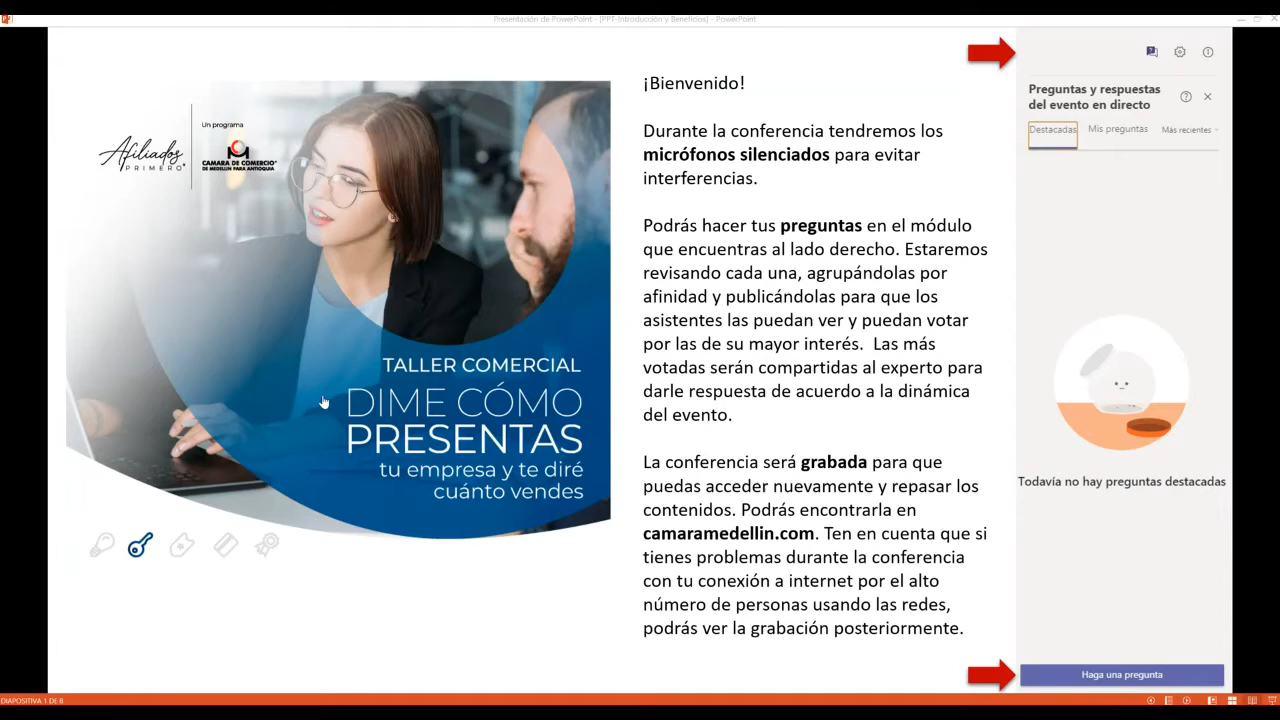 Presentación de PowerPoint - [PPT-Introducción y Beneficios] - PowerPoint
Un programa
Afiliados
PRIMERO
CAMARA DE COMERCIO
DE MEDELLIN PARA ANTIOQUIA
TALLER COMERCIAL
DIME CÓMO
PRESENTAS
tu empresa y te diré
cuánto vendes
¡Bienvenido!
Durante la conferencia tendremos los
micrófonos silenciados para evitar
interferencias.
Podrás hacer tus preguntas en el módulo
que encuentras al lado derecho. Estaremos
revisando cada una, agrupándolas por
afinidad y publicándolas para que los
asistentes las puedan ver y puedan votar
por las de su mayor interés.  Las más
votadas serán compartidas al experto para
darle respuesta de acuerdo a la dinámica
del evento.
La conferencia será grabada para que
puedas acceder nuevamente y repasar los
contenidos. Podrás encontrarla en
camaramedellin.com. Ten en cuenta que si
tienes problemas durante la conferencia
con tu conexión a internet por el alto
número de personas usando las redes,
podrás ver la grabación posteriormente.
Preguntas y respuestas
del evento en directo
Destacadas Mis preguntas Más recientes
Todavía no hay preguntas destacadas
Haga una pregunta
DIAPOSITIVA 1 DE 8